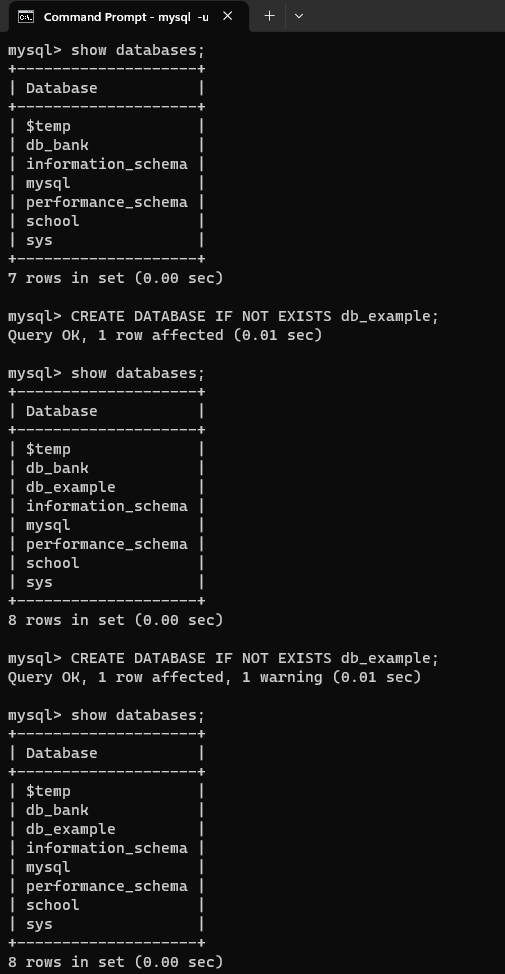 Command Prompt - mysql -u
mysql> show databases;
+--------------------+
| Database           |
+--------------------+
| $temp              |
| db_bank            |
| information_schema |
| mysql              |
| performance_schema |
| school             |
| sys                |
+--------------------+
7 rows in set (0.00 sec)
mysql> CREATE DATABASE IF NOT EXISTS db_example;
Query OK, 1 row affected (0.01 sec)
mysql> show databases;
+--------------------+
| Database           |
+--------------------+
| $temp              |
| db_bank            |
| db_example         |
| information_schema |
| mysql              |
| performance_schema |
| school             |
| sys                |
+--------------------+
8 rows in set (0.00 sec)
mysql> CREATE DATABASE IF NOT EXISTS db_example;
Query OK, 1 row affected, 1 warning (0.01 sec)
mysql> show databases;
+--------------------+
| Database           |
+--------------------+
| $temp              |
| db_bank            |
| db_example         |
| information_schema |
| mysql              |
| performance_schema |
| school             |
| sys                |
+--------------------+
8 rows in set (0.00 sec)